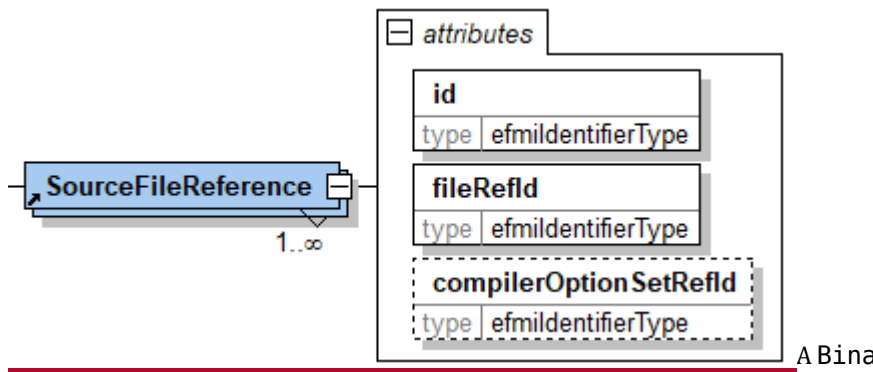 attributes
id
type efmiIdentifierType
SourceFileReference
1..∞
fileRefId
type efmiIdentifierType
compilerOptionSetRefId
type efmiIdentifierType
A Bina